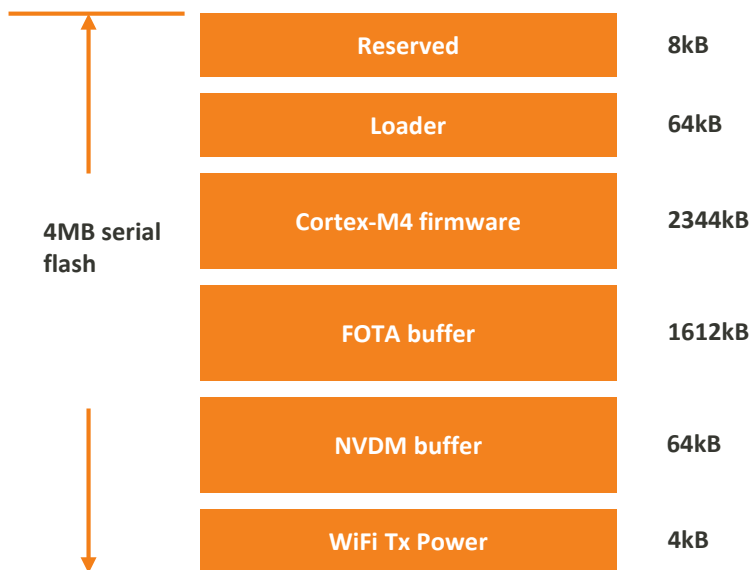 Reserved 8kB
Loader 64kB
Cortex-M4 firmware 2344kB
4MB serial
flash
FOTA buffer 1612kB
NVDM buffer 64kB
WiFi Tx Power 4kB